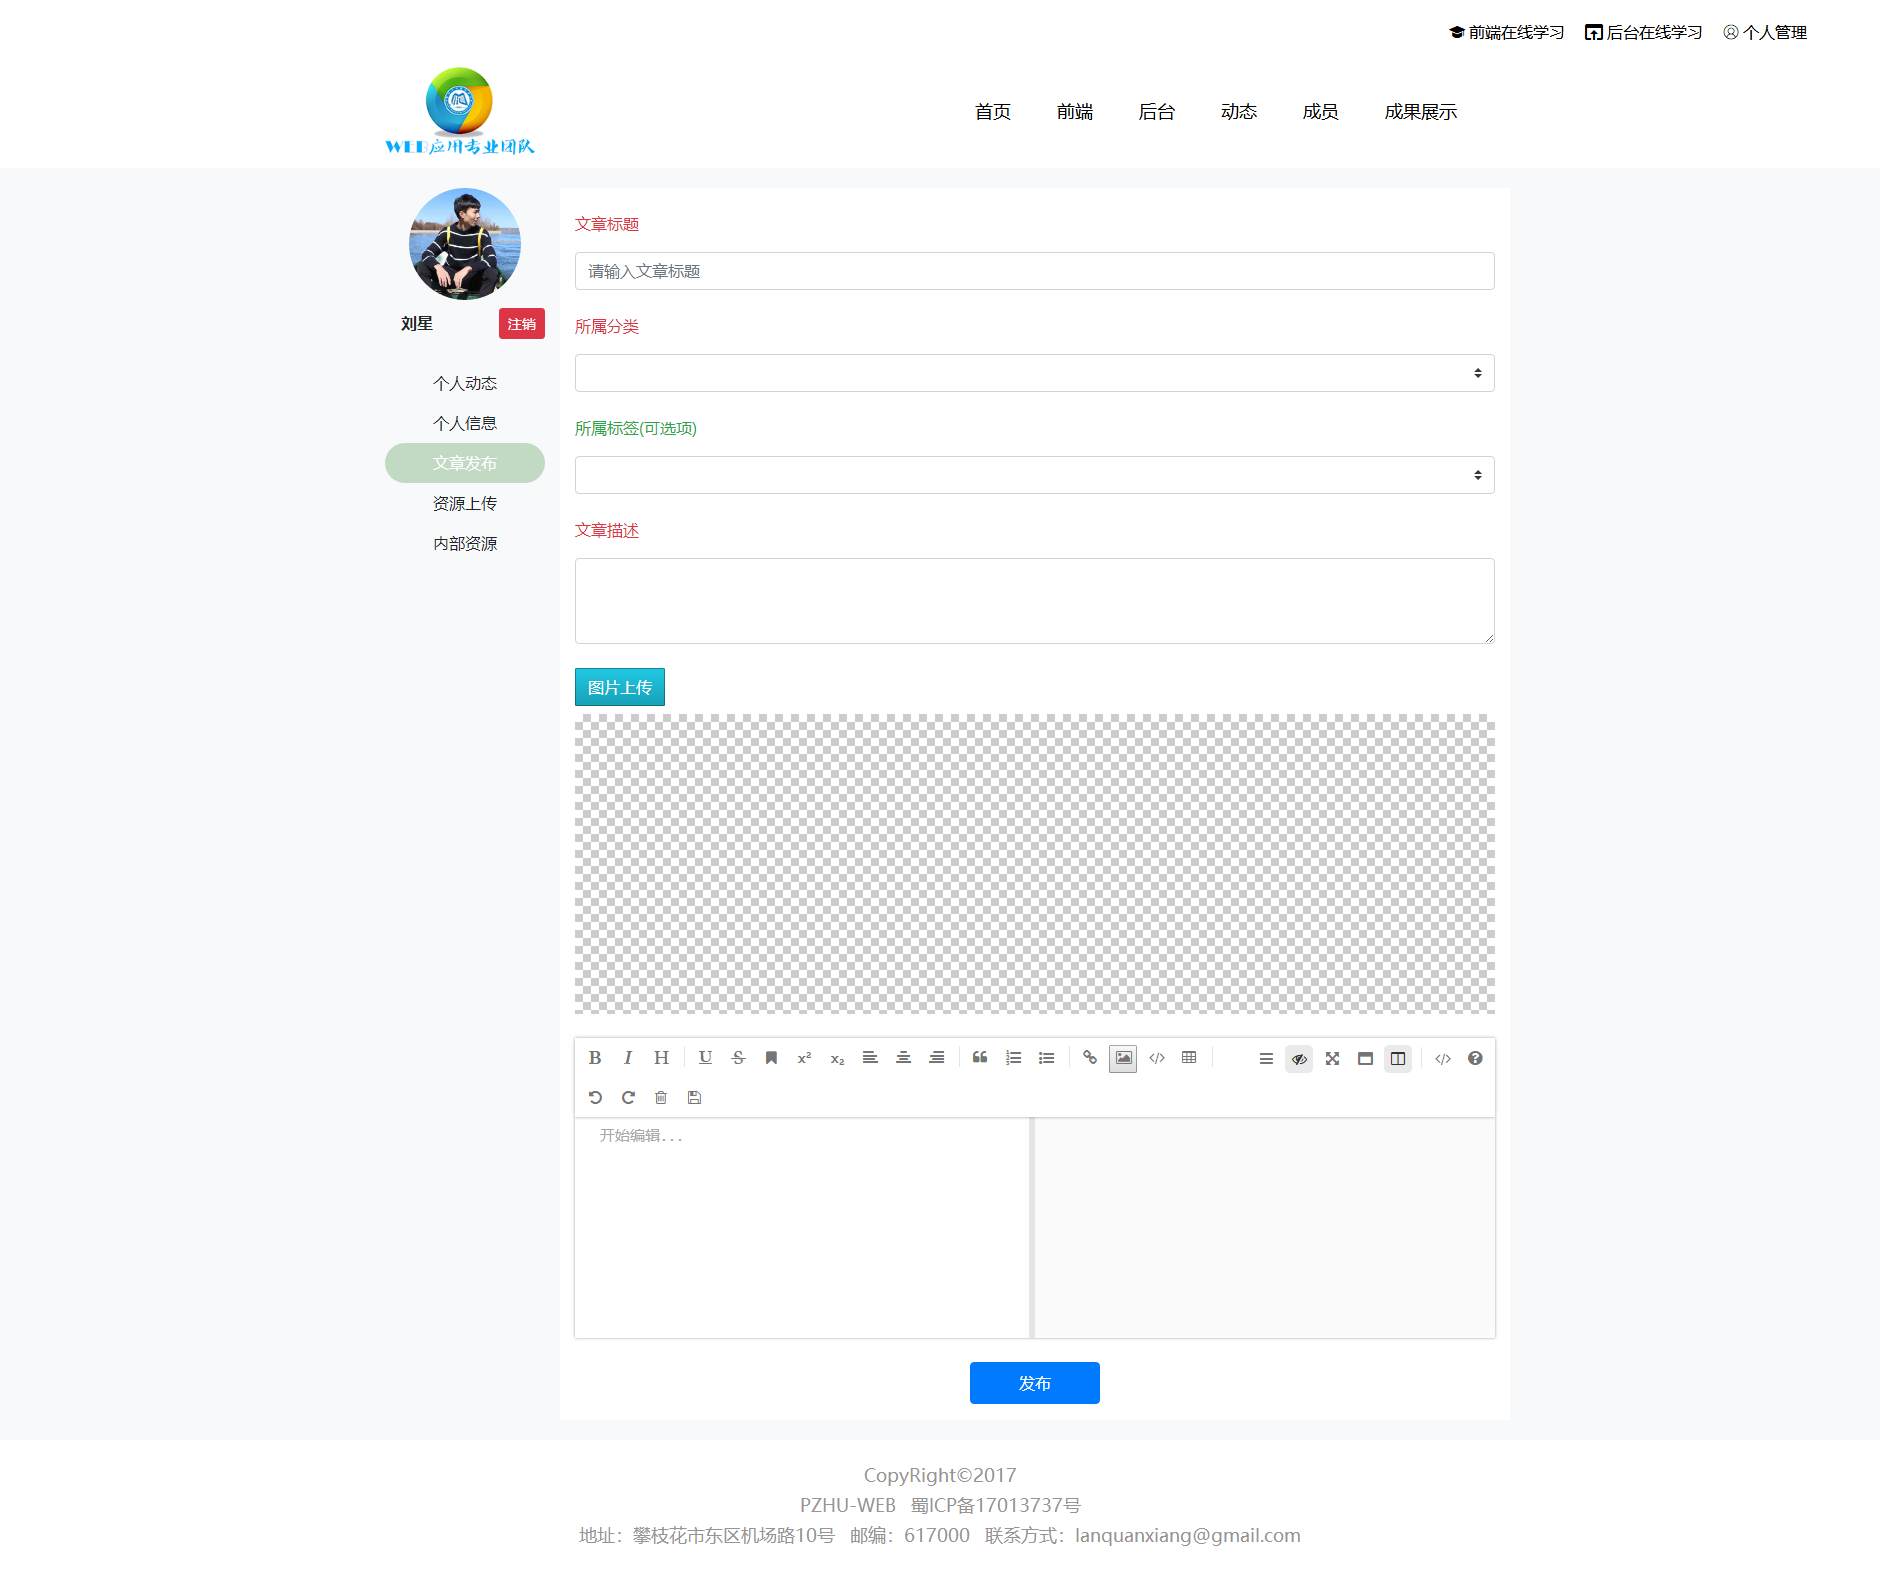 前端在线学习 后台在线学习 个人管理
WEB应用专业团队
首页 前端 后台 动态 成员 成果展示
刘星 注销
个人动态
个人信息
文章发布
资源上传
内部资源
文章标题
请输入文章标题
所属分类
所属标签(可选项)
文章描述
图片上传
B I H U S x² x₂
开始编辑...
发布
CopyRight©2017
PZHU-WEB 蜀ICP备17013737号
地址：攀枝花市东区机场路10号 邮编：617000 联系方式：lanquanxiang@gmail.com